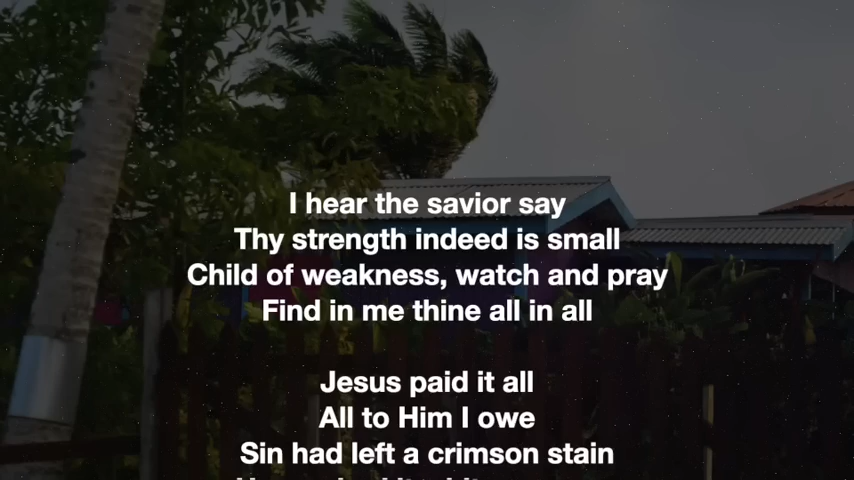 I hear the savior say
Thy strength indeed is small
Child of weakness, watch and pray
Find in me thine all in all
Jesus paid it all
All to Him I owe
Sin had left a crimson stain